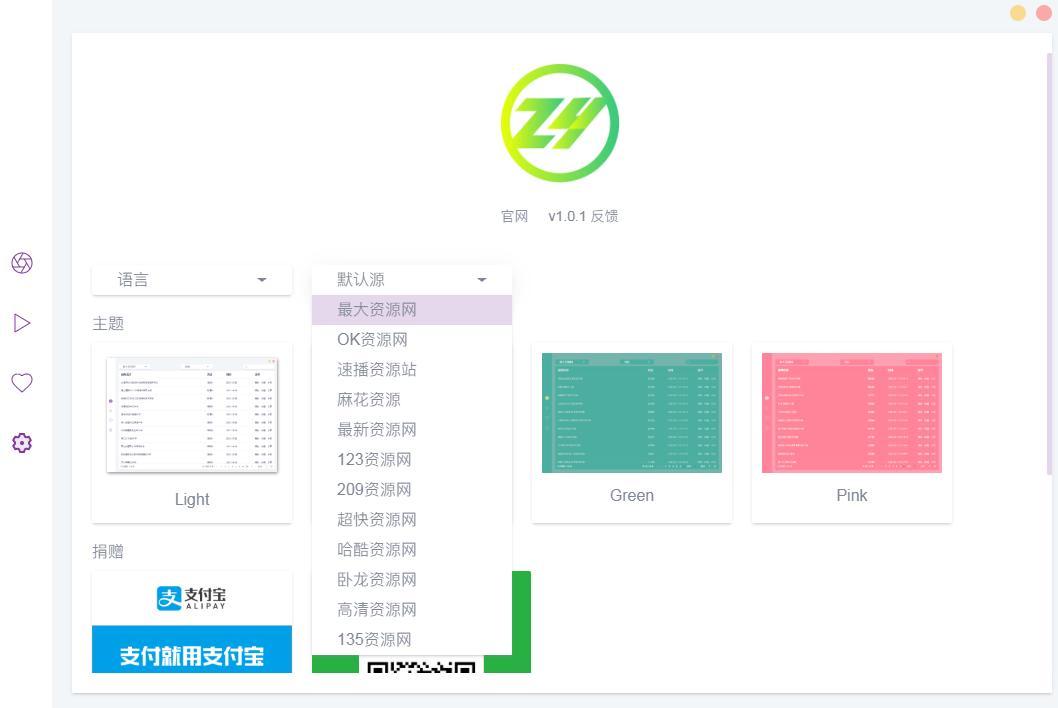 ZY
官网 v1.0.1 反馈
语言
默认源
最大资源网
OK资源网
速播资源站
麻花资源
最新资源网
123资源网
209资源网
超快资源网
哈酷资源网
卧龙资源网
高清资源网
135资源网
主题
Light
Green
Pink
捐赠
支 支付宝
ALIPAY
支付就用支付宝